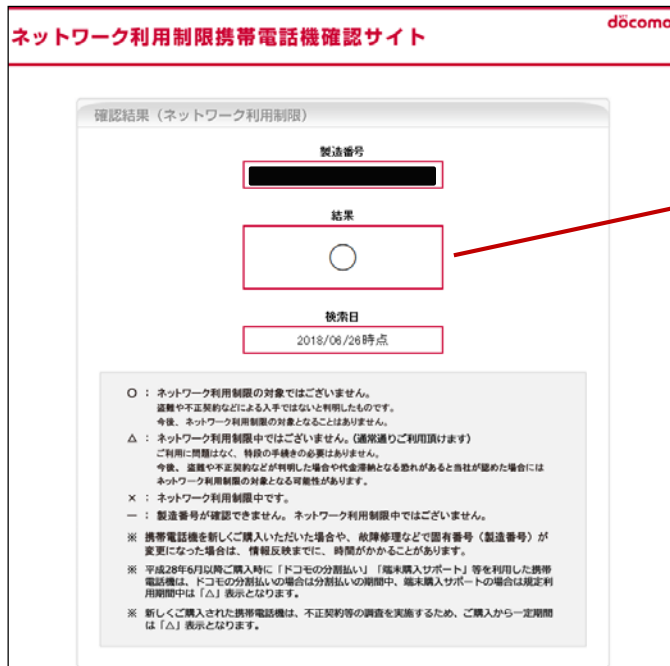 döcomo
ネットワーク利用制限携帯電話機確認サイト
確認結果（ネットワーク利用制限）
製造番号
結果
○
検索日
2018/06/26時点
○ ： ネットワーク利用制限の対象ではございません。
盗難や不正契約などによる入手ではないと判明したものです。
今後、ネットワーク利用制限の対象となることはありません。
△ ： ネットワーク利用制限中ではございません。（通常通りご利用頂けます）
ご利用に問題はなく、特段の手続きの必要はありません。
今後、盗難や不正契約などが判明した場合や代金滞納となる恐れがあると当社が認めた場合には
ネットワーク利用制限の対象となる可能性があります。
× ： ネットワーク利用制限中です。
－ ： 製造番号が確認できません。ネットワーク利用制限中ではございません。
※ 携帯電話機を新しくご購入いただいた場合や、故障修理などで固有番号（製造番号）が
変更になった場合は、情報反映までに、時間がかかることがあります。
※ 平成28年6月以降ご購入時に「ドコモの分割払い」「端末購入サポート」等を利用した携帯
電話機は、ドコモの分割払いの場合は分割払いの期間中、端末購入サポートの場合は規定利
用期間中は「△」表示となります。
※ 新しくご購入された携帯電話機は、不正契約等の調査を実施するため、ご購入から一定期間
は「△」表示となります。